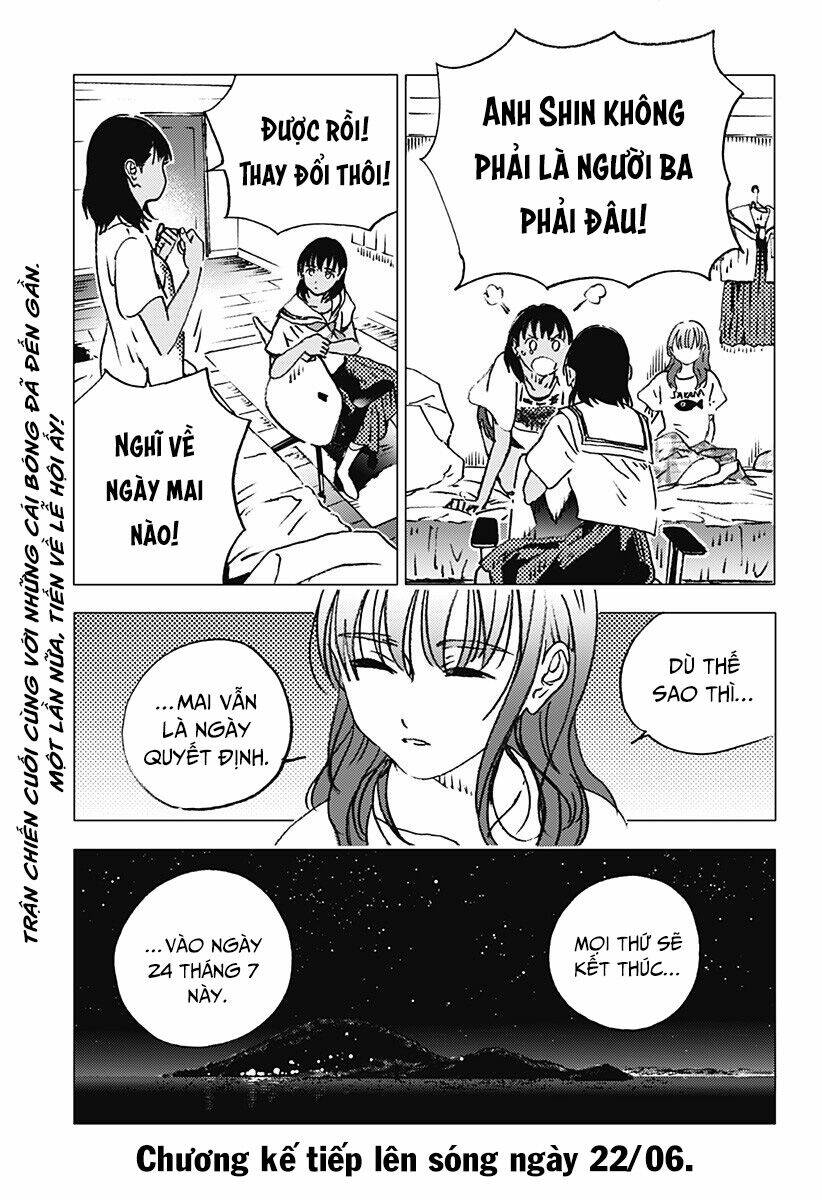 ANH SHIN KHÔNG
PHẢI LÀ NGƯỜI BA
PHẢI ĐÂU!
ĐƯỢC RỒI!
THAY ĐỔI THÔI!
NGHĨ VỀ
NGÀY MAI
NÀO!
SAKANA
DÙ THẾ
SAO THÌ...
...MAI VẪN
LÀ NGÀY
QUYẾT ĐỊNH.
MỌI THỨ SẼ
KẾT THÚC...
...VÀO NGÀY
24 THÁNG 7
NÀY.
TRẬN CHIẾN CUỐI CÙNG VỚI NHỮNG CÁI BÓNG ĐÃ ĐẾN GẦN.
MỘT LẦN NỮA, TIẾN VỀ LỄ HỘI ẤY!
Chương kế tiếp lên sóng ngày 22/06.